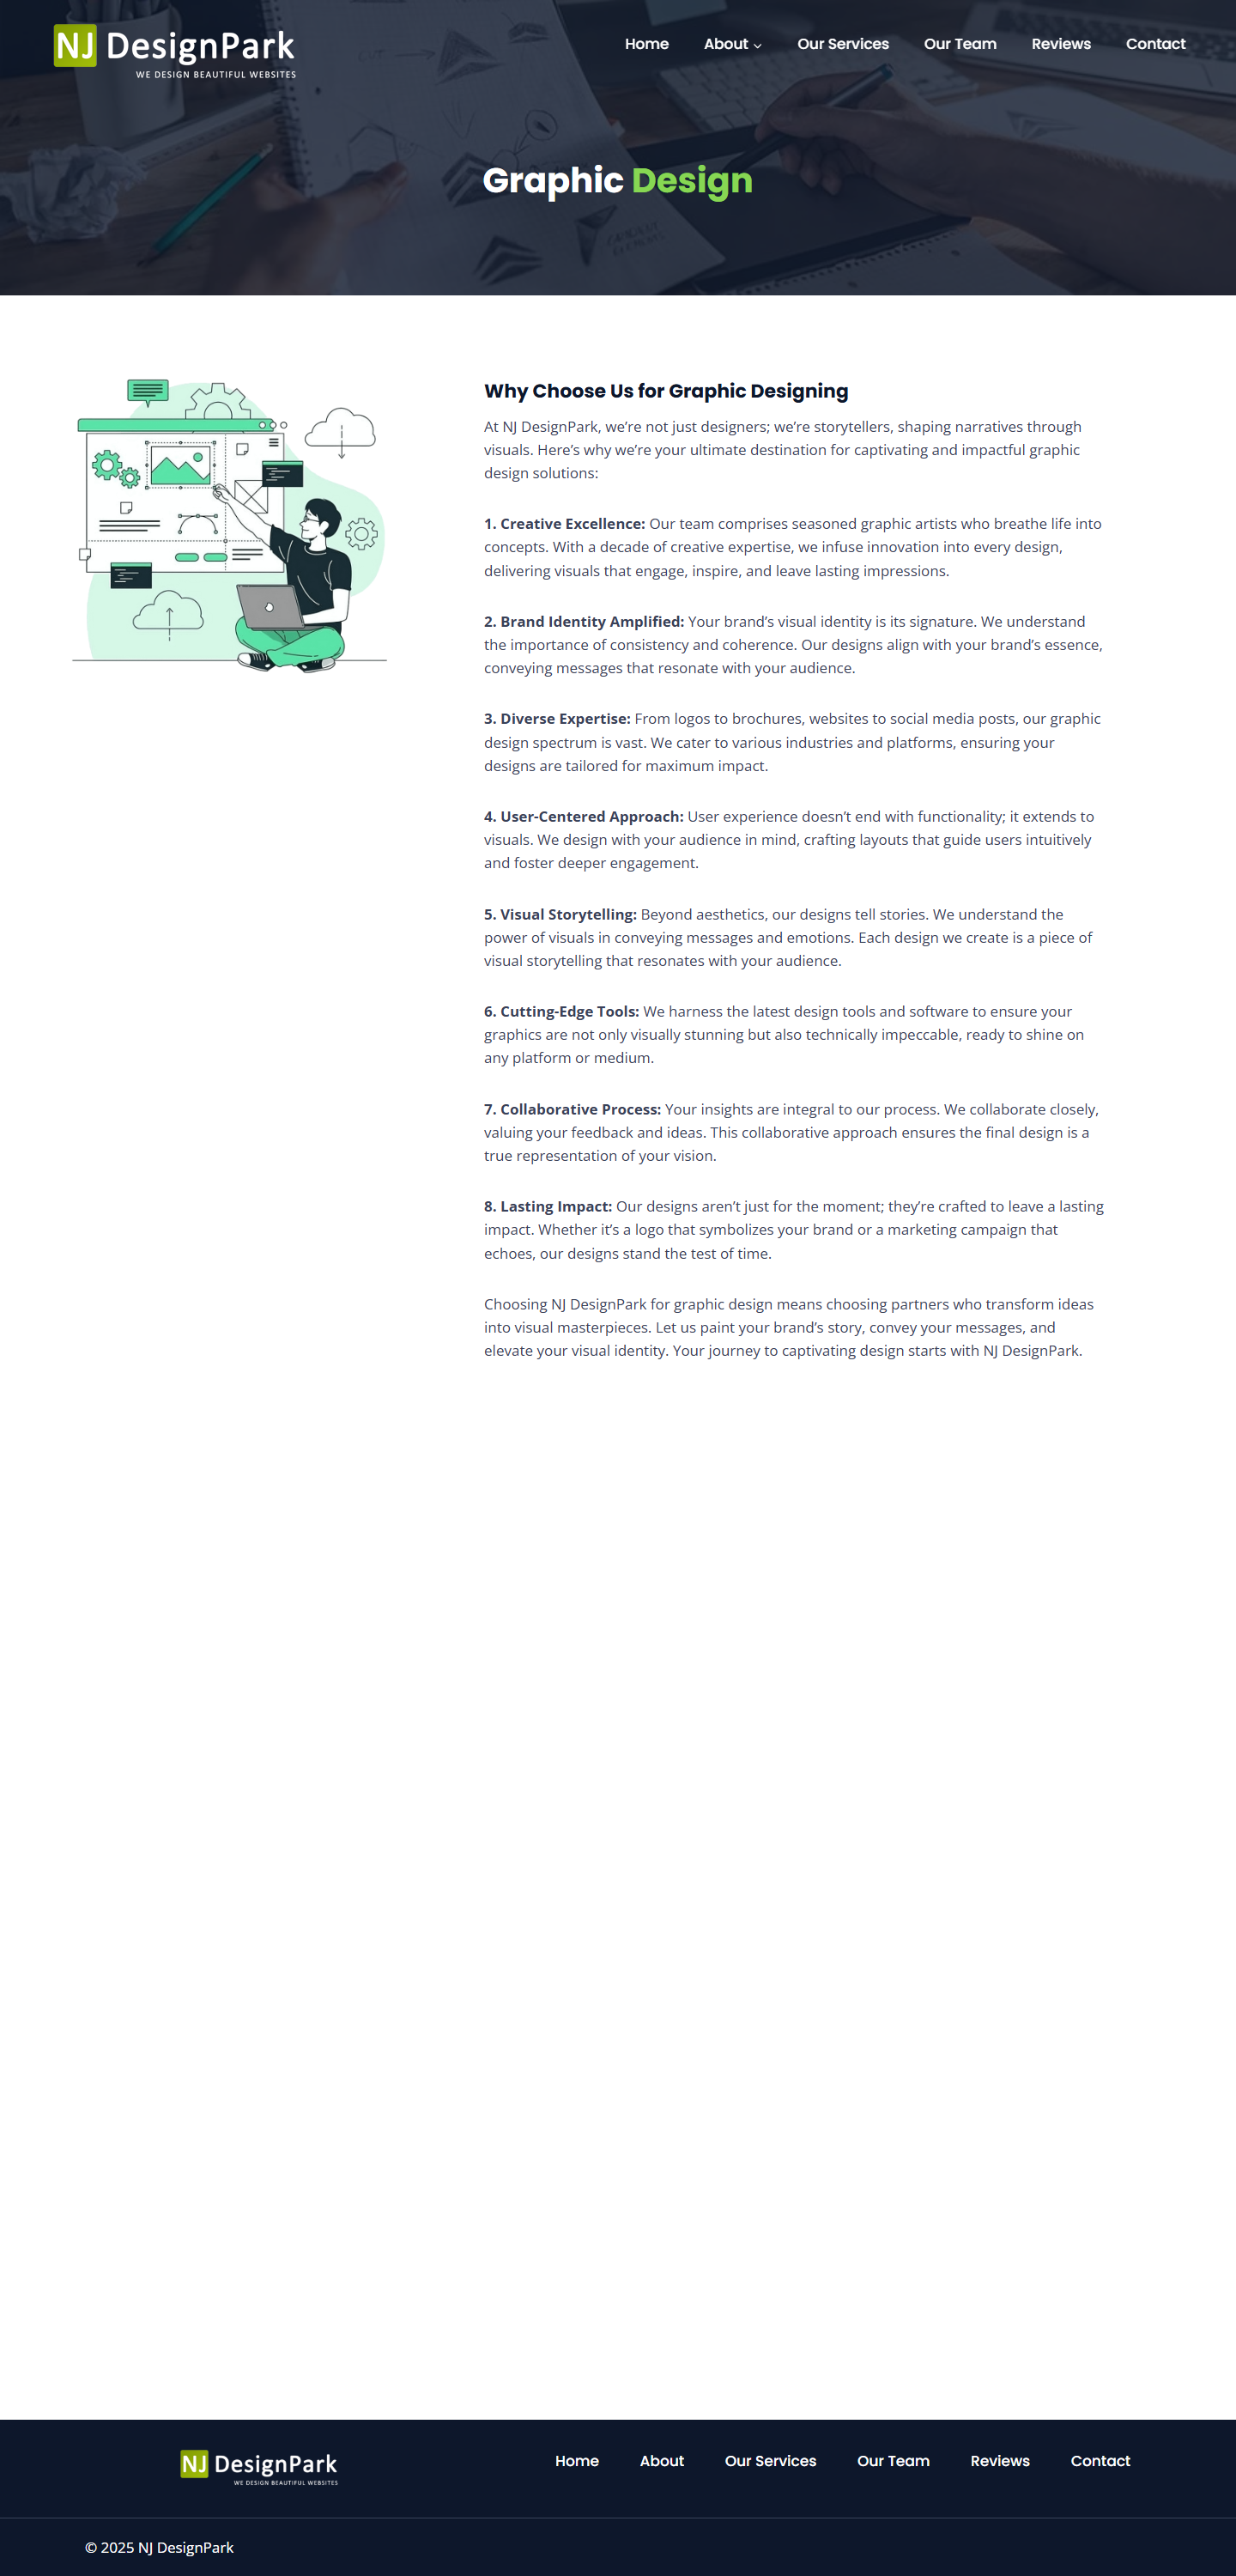 NJ DesignPark
WE DESIGN BEAUTIFUL WEBSITES
Home About Our Services Our Team Reviews Contact
Graphic Design
Why Choose Us for Graphic Designing
At NJ DesignPark, we’re not just designers; we’re storytellers, shaping narratives through
visuals. Here’s why we’re your ultimate destination for captivating and impactful graphic
design solutions:
1. Creative Excellence: Our team comprises seasoned graphic artists who breathe life into
concepts. With a decade of creative expertise, we infuse innovation into every design,
delivering visuals that engage, inspire, and leave lasting impressions.
2. Brand Identity Amplified: Your brand’s visual identity is its signature. We understand
the importance of consistency and coherence. Our designs align with your brand’s essence,
conveying messages that resonate with your audience.
3. Diverse Expertise: From logos to brochures, websites to social media posts, our graphic
design spectrum is vast. We cater to various industries and platforms, ensuring your
designs are tailored for maximum impact.
4. User-Centered Approach: User experience doesn’t end with functionality; it extends to
visuals. We design with your audience in mind, crafting layouts that guide users intuitively
and foster deeper engagement.
5. Visual Storytelling: Beyond aesthetics, our designs tell stories. We understand the
power of visuals in conveying messages and emotions. Each design we create is a piece of
visual storytelling that resonates with your audience.
6. Cutting-Edge Tools: We harness the latest design tools and software to ensure your
graphics are not only visually stunning but also technically impeccable, ready to shine on
any platform or medium.
7. Collaborative Process: Your insights are integral to our process. We collaborate closely,
valuing your feedback and ideas. This collaborative approach ensures the final design is a
true representation of your vision.
8. Lasting Impact: Our designs aren’t just for the moment; they’re crafted to leave a lasting
impact. Whether it’s a logo that symbolizes your brand or a marketing campaign that
echoes, our designs stand the test of time.
Choosing NJ DesignPark for graphic design means choosing partners who transform ideas
into visual masterpieces. Let us paint your brand’s story, convey your messages, and
elevate your visual identity. Your journey to captivating design starts with NJ DesignPark.
NJ DesignPark
WE DESIGN BEAUTIFUL WEBSITES
Home About Our Services Our Team Reviews Contact
© 2025 NJ DesignPark